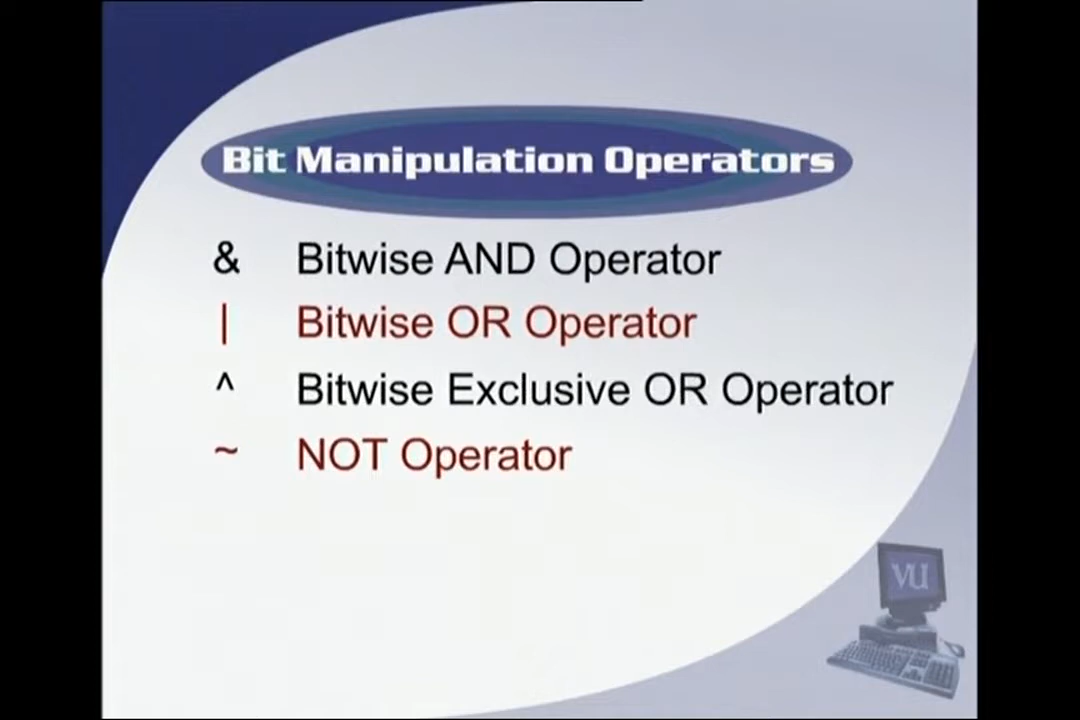 Bit Manipulation Operators
& Bitwise AND Operator
| Bitwise OR Operator
^ Bitwise Exclusive OR Operator
~ NOT Operator
VU